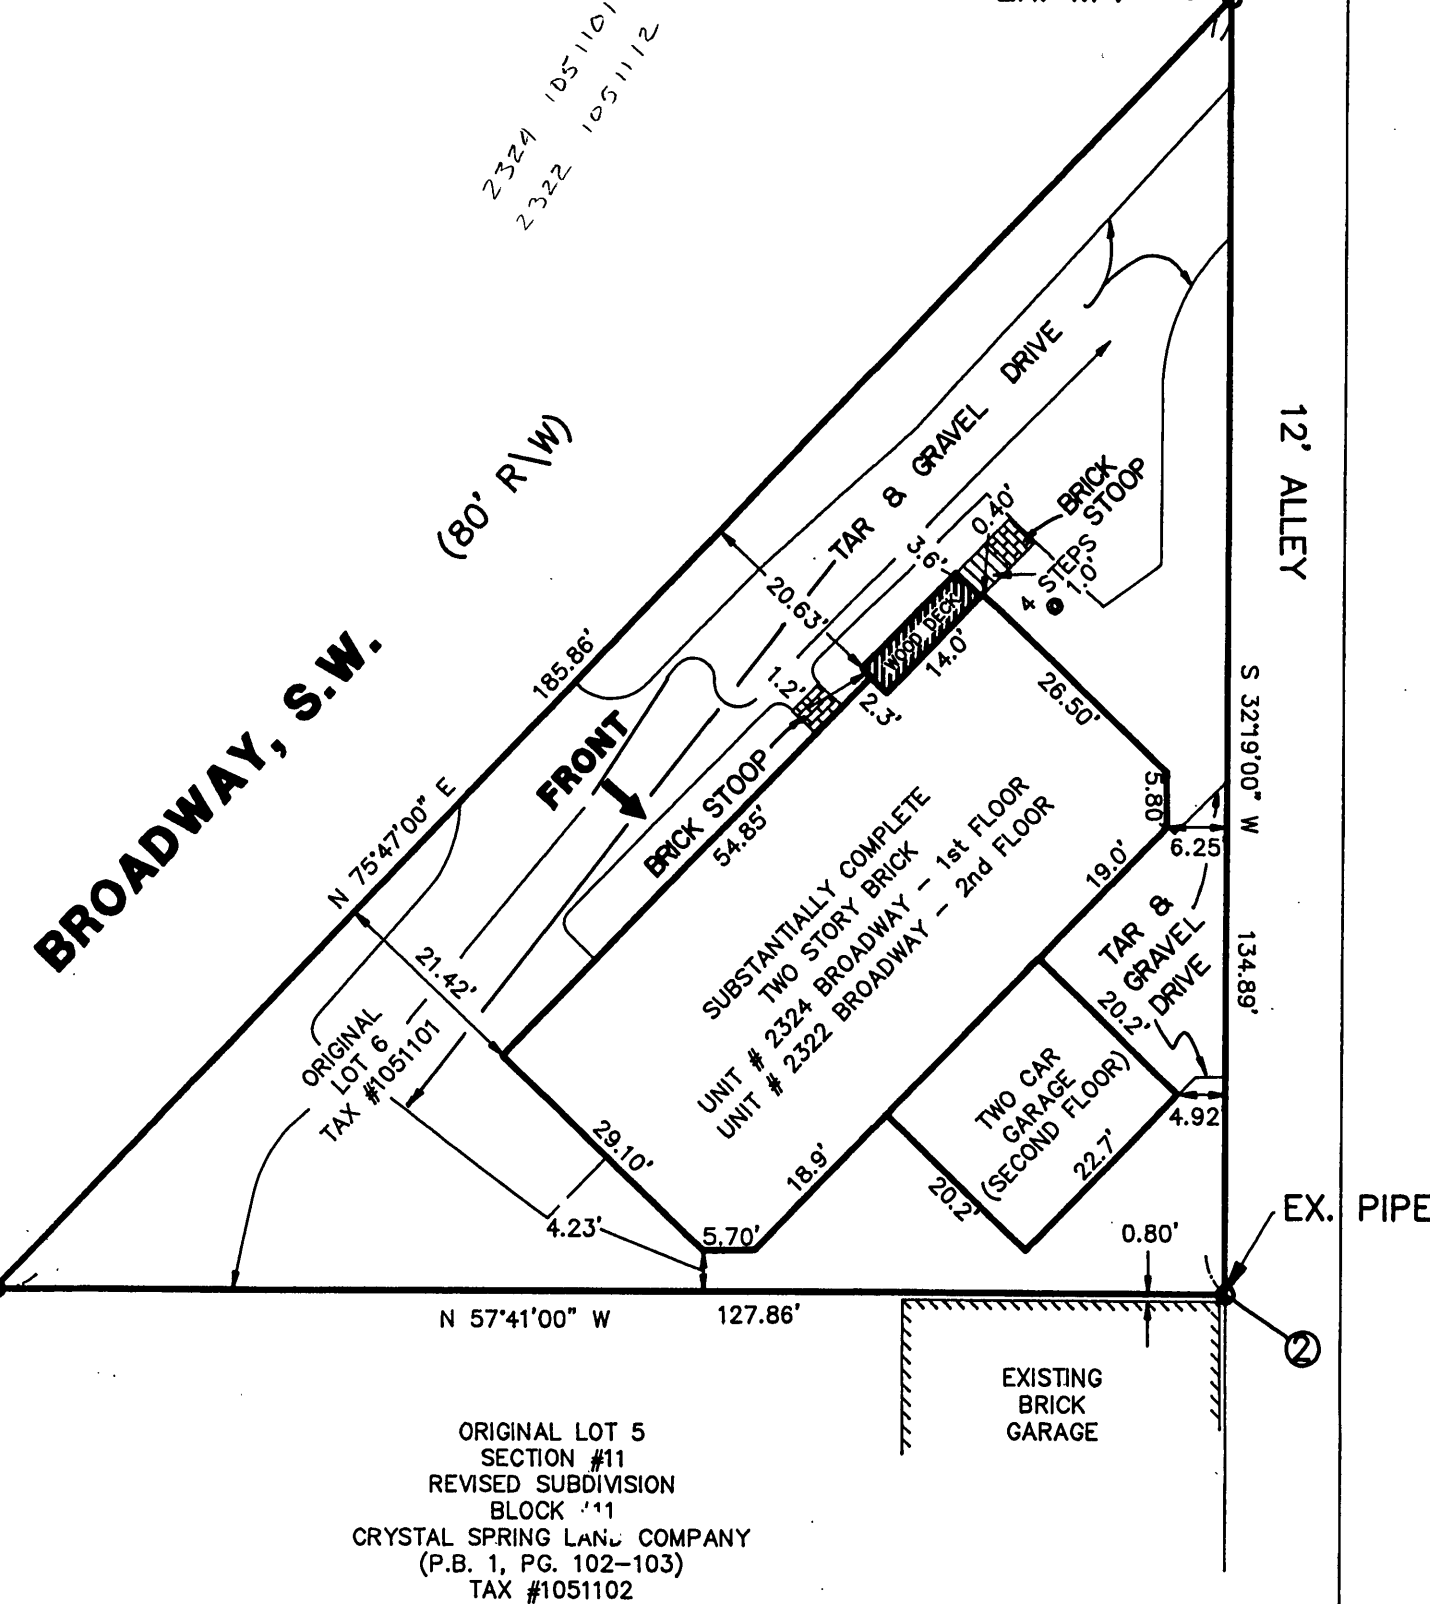 2324 1051101
2322 1051112
BROADWAY, S.W.
(80' R\W)
N 75°47'00" E
185.86'
12' ALLEY
S 32°19'00" W
134.89'
TAR & GRAVEL DRIVE
BRICK
STOOP
4 STEPS
@ 1.0'
0.40'
3.6'
WOOD DECK
14.0'
20.63'
1.2'
2.3'
26.50'
5.80'
6.25'
19.0'
FRONT
BRICK STOOP
54.85'
SUBSTANTIALLY COMPLETE
TWO STORY BRICK
UNIT # 2324 BROADWAY – 1st FLOOR
UNIT # 2322 BROADWAY – 2nd FLOOR
TAR &
GRAVEL
DRIVE
20.2'
TWO CAR
GARAGE
(SECOND FLOOR)
22.7'
20.2'
4.92
18.9'
21.42'
ORIGINAL
LOT 6
TAX #1051101
29.10'
4.23'
5.70'
0.80'
EX. PIPE
2
N 57°41'00" W
127.86'
EXISTING
BRICK
GARAGE
ORIGINAL LOT 5
SECTION #11
REVISED SUBDIVISION
BLOCK 11
CRYSTAL SPRING LAND COMPANY
(P.B. 1, PG. 102–103)
TAX #1051102